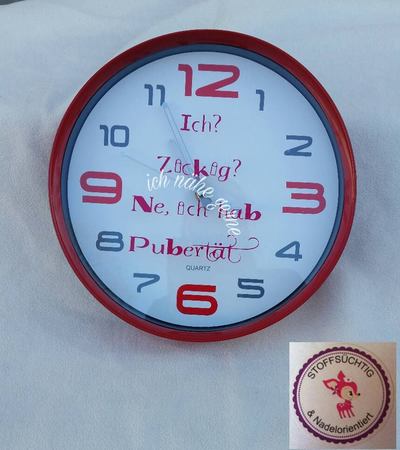 12
11
1
Ich?
10
2
Zickig?
ich nähe gerne
9
Ne, ich hab
3
8
Pubertät
4
QUARTZ
7
5
6
STOFFSÜCHTIG
& Nadelorientiert